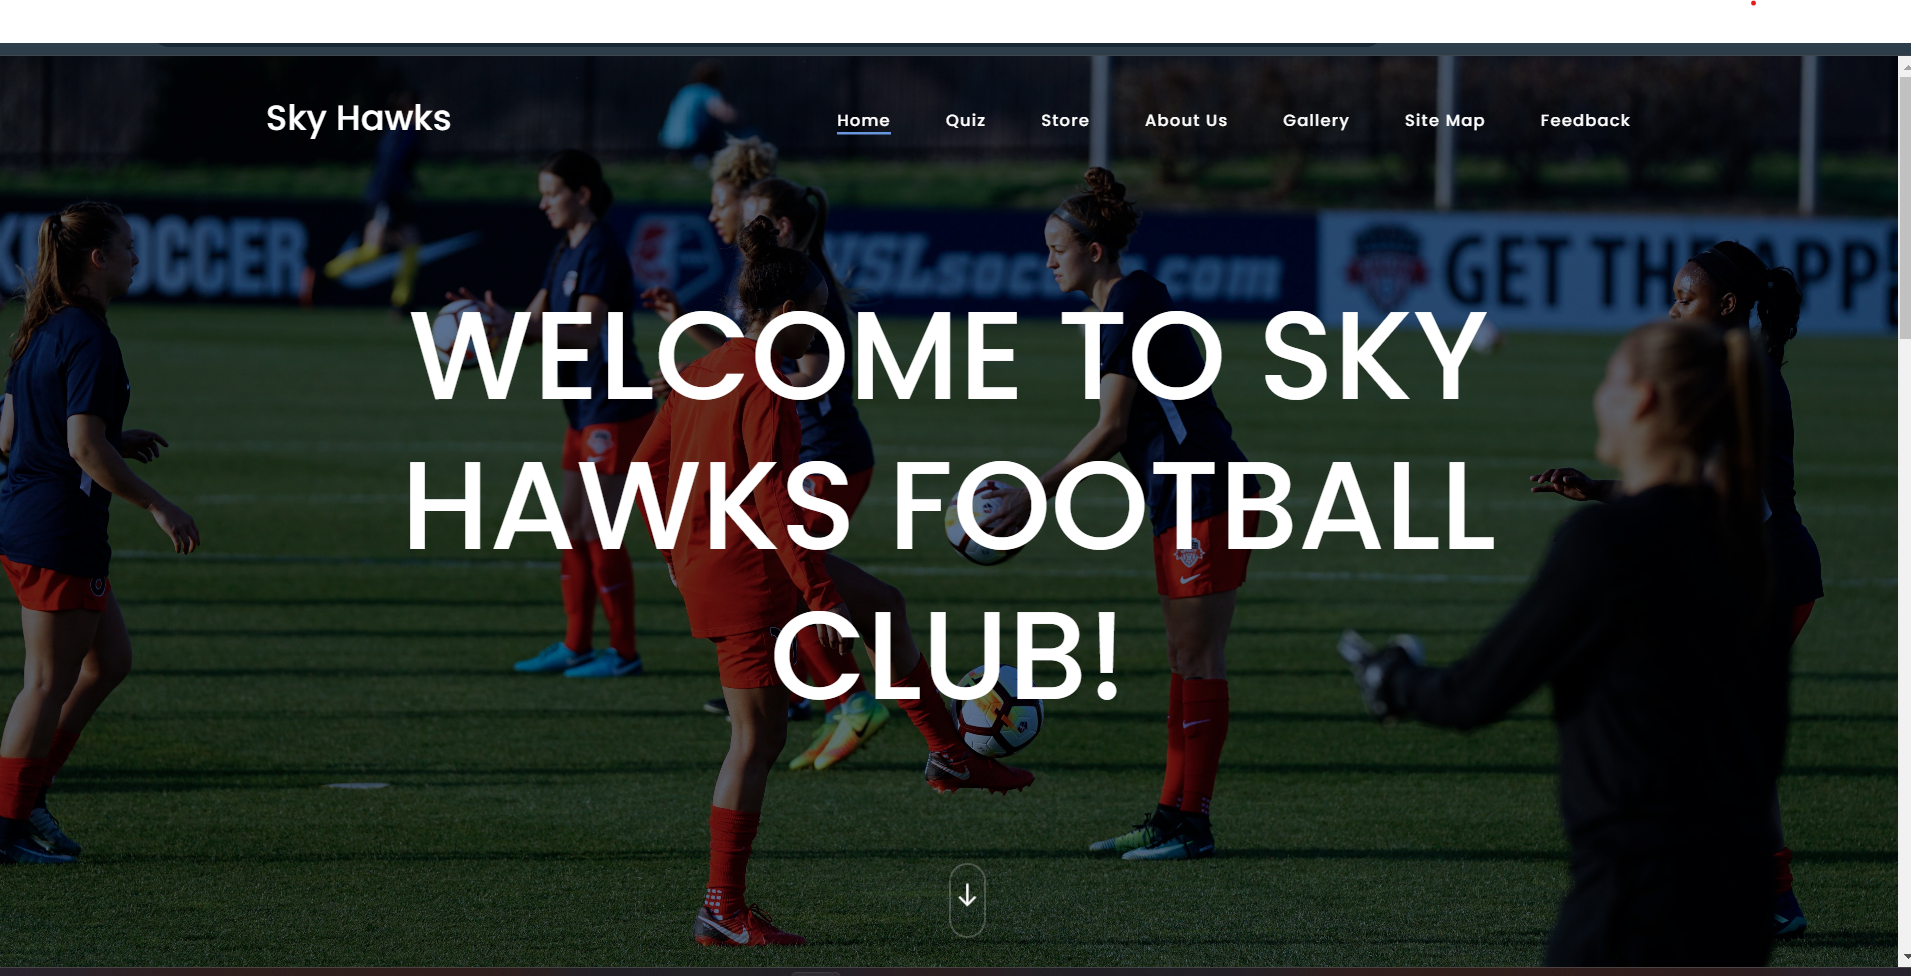 Sky Hawks
Home Quiz Store About Us Gallery Site Map Feedback
SOCCER
soccer.com
GET THE APP
WELCOME TO SKY
HAWKS FOOTBALL
CLUB!